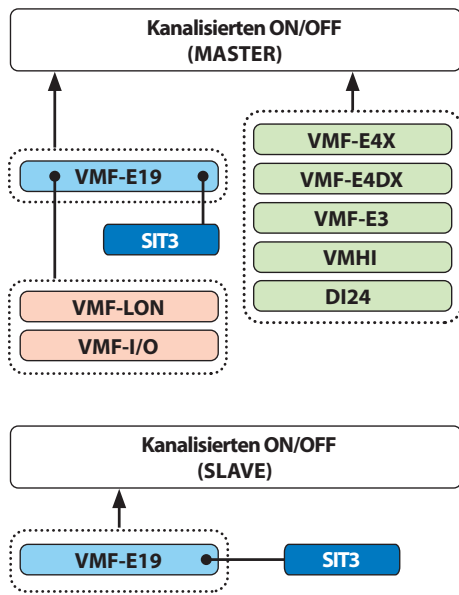 Kanalisierten ON/OFF
(MASTER)
VMF-E19
SIT3
VMF-LON
VMF-I/O
VMF-E4X
VMF-E4DX
VMF-E3
VMHI
DI24
Kanalisierten ON/OFF
(SLAVE)
VMF-E19
SIT3